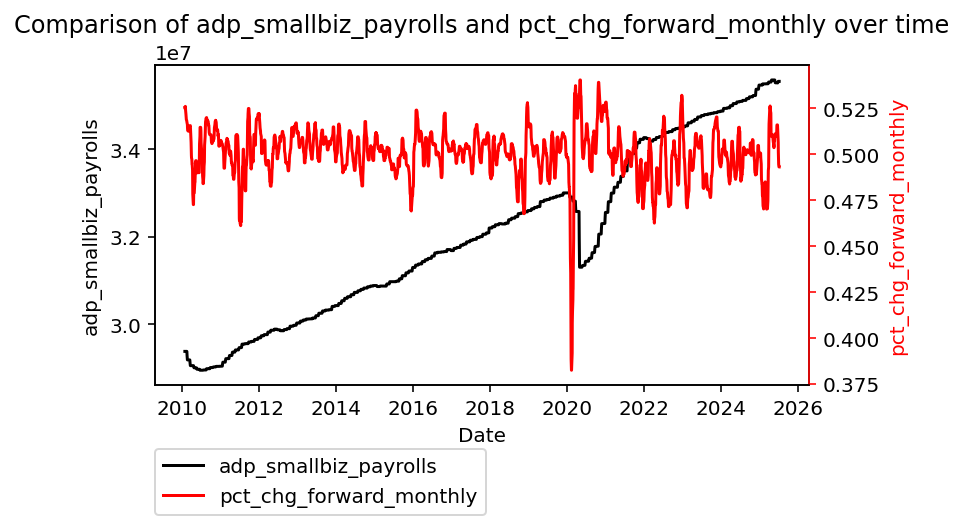 Comparison of adp_smallbiz_payrolls and pct_chg_forward_monthly over time
1e7
adp_smallbiz_payrolls
3.4
3.2
3.0
0.525
0.500
0.475
0.450
0.425
0.400
0.375
pct_chg_forward_monthly
2010 2012 2014 2016 2018 2020 2022 2024 2026
Date
adp_smallbiz_payrolls
pct_chg_forward_monthly